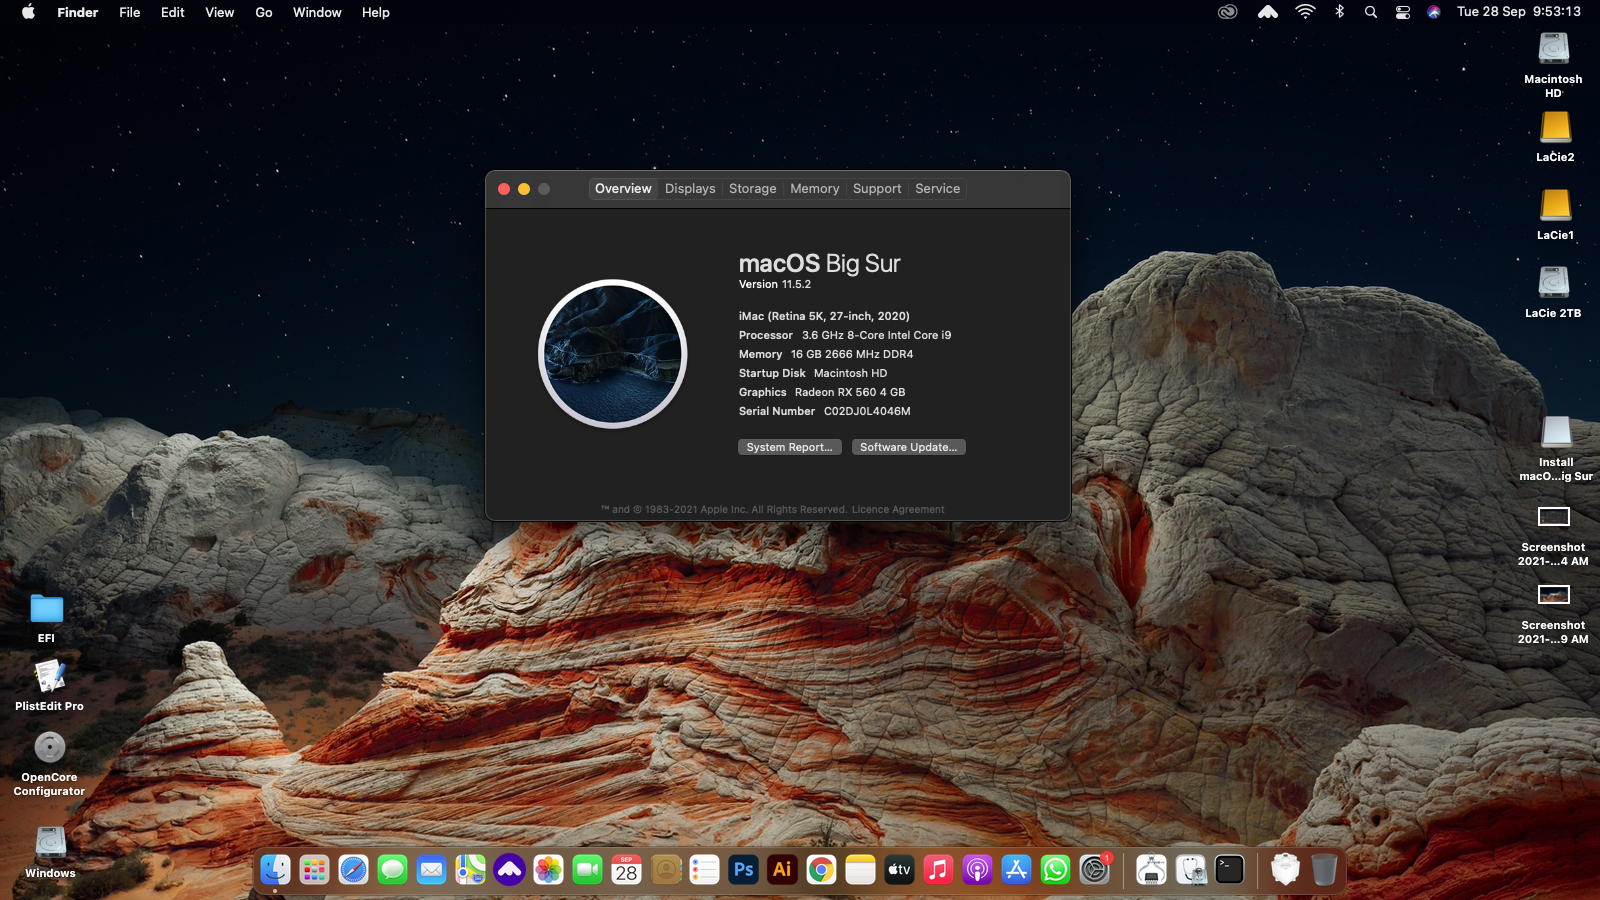 Finder File Edit View Go Window Help
Tue 28 Sep 9:53:13
Macintosh
HD
LaCie2
LaCie1
LaCie 2TB
Install
macO...ig Sur
Screenshot
2021-...4 AM
Screenshot
2021-...9 AM
Overview Displays Storage Memory Support Service
macOS Big Sur
Version 11.5.2
iMac (Retina 5K, 27-inch, 2020)
Processor 3.6 GHz 8-Core Intel Core i9
Memory 16 GB 2666 MHz DDR4
Startup Disk Macintosh HD
Graphics Radeon RX 560 4 GB
Serial Number C02DJ0L4046M
System Report... Software Update...
™ and © 1983-2021 Apple Inc. All Rights Reserved. Licence Agreement
EFI
PlistEdit Pro
OpenCore
Configurator
Windows
SEP
28
Ps
Ai
tv
1
>_